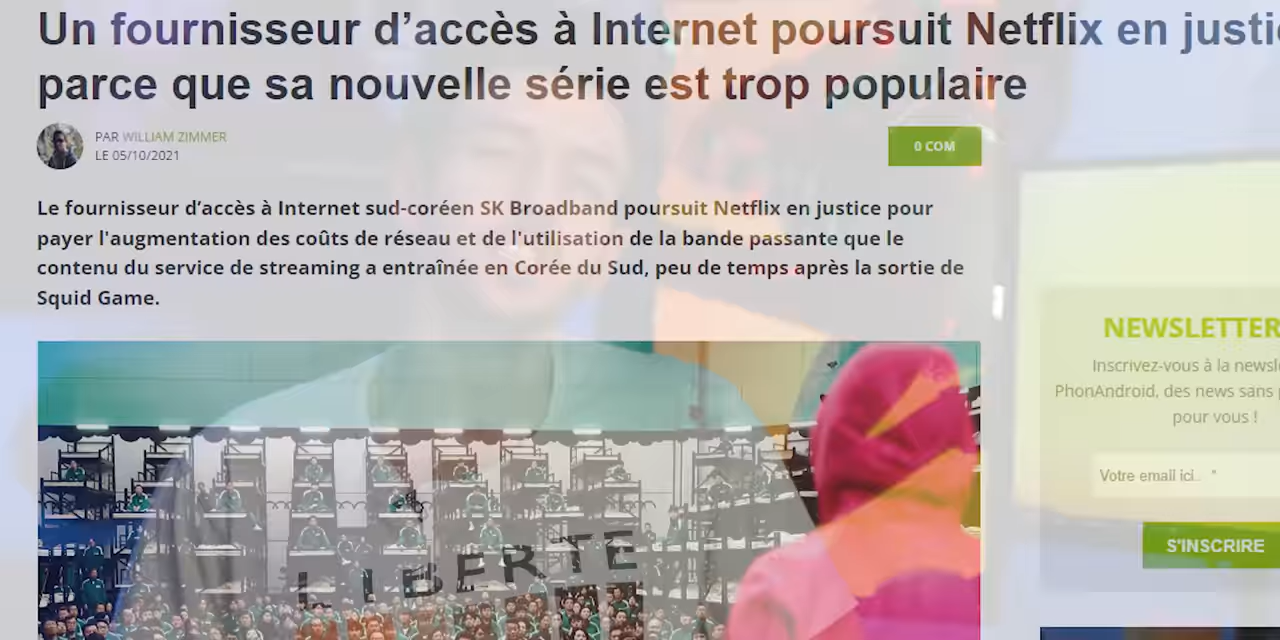 Un fournisseur d’accès à Internet poursuit Netflix en
parce que sa nouvelle série est trop populaire
PAR WILLIAM ZIMMER
LE 05/10/2021
0 COM
Le fournisseur d’accès à Internet sud-coréen SK Broadband poursuit Netflix en justice pour
payer l'augmentation des coûts de réseau et de l'utilisation de la bande passante que le
contenu du service de streaming a entraînée en Corée du Sud, peu de temps après la sortie de
Squid Game.
NEWSLETTER
Inscrivez-vous à la
PhonAndroid, des news sans
pour vous !
Votre email ici.. *
S'INSCRIRE
LIBERTE